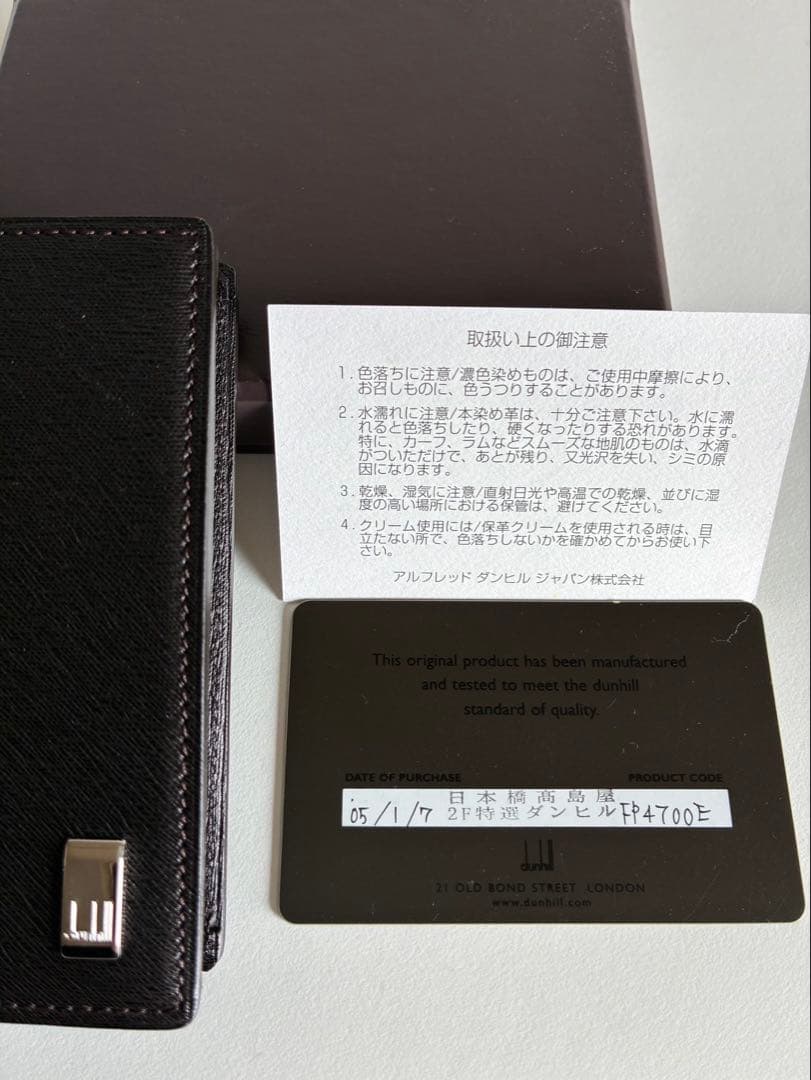 取扱い上の御注意
1. 色落ちに注意/濃色染めものは、ご使用中摩擦により、
お召しものに、色うつりすることがあります。
2. 水濡れに注意/本染め革は、十分ご注意下さい。水に濡
れると色落ちしたり、硬くなったりする恐れがあります。
特に、カーフ、ラムなどスムーズな地肌のものは、水滴
がついただけで、あとが残り、又光沢を失い、シミの原
因になります。
3. 乾燥、湿気に注意/直射日光や高温での乾燥、並びに湿
度の高い場所における保管は、避けてください。
4. クリーム使用には/保革クリームを使用される時は、目
立たない所で、色落ちしないかを確かめてからお使い下
さい。
アルフレッド ダンヒル ジャパン株式会社
This original product has been manufactured
and tested to meet the dunhill
standard of quality.
DATE OF PURCHASE PRODUCT CODE
日本橋髙島屋
05/1/7 2F特選ダンヒル FP4700E
dunhill
21 OLD BOND STREET LONDON
www.dunhill.com
dunhill